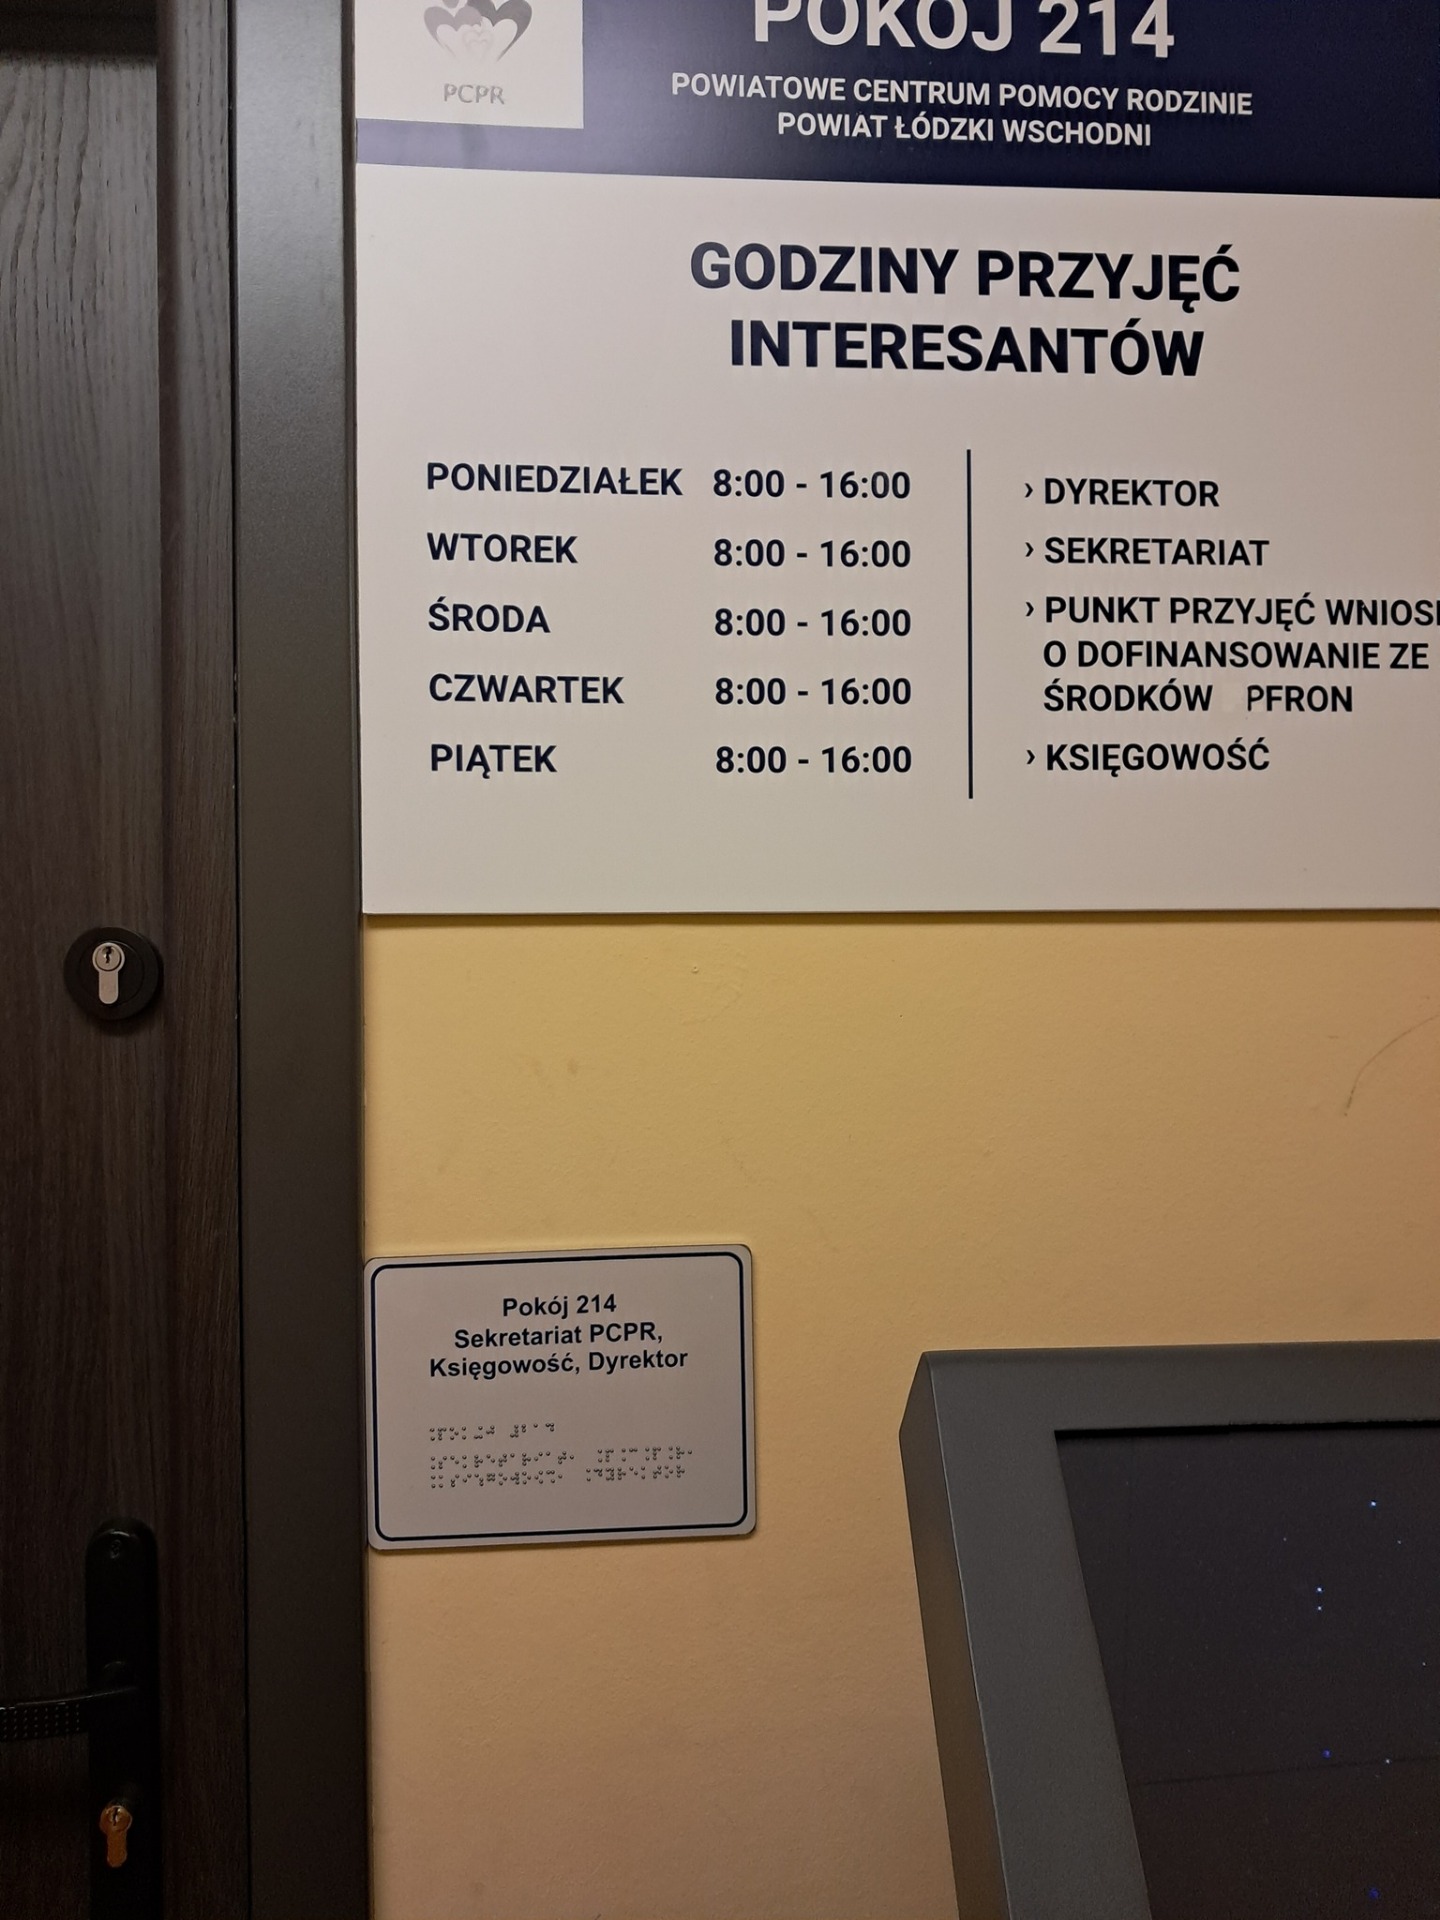 POKÓJ 214
PCPR
POWIATOWE CENTRUM POMOCY RODZINIE
POWIAT ŁÓDZKI WSCHODNI
GODZINY PRZYJĘĆ
INTERESANTÓW
PONIEDZIAŁEK 8:00 - 16:00
WTOREK 8:00 - 16:00
ŚRODA 8:00 - 16:00
CZWARTEK 8:00 - 16:00
PIĄTEK 8:00 - 16:00
› DYREKTOR
› SEKRETARIAT
› PUNKT PRZYJĘĆ
O DOFINANSOWANIE ZE
ŚRODKÓW PFRON
› KSIĘGOWOŚĆ
Pokój 214
Sekretariat PCPR,
Księgowość, Dyrektor